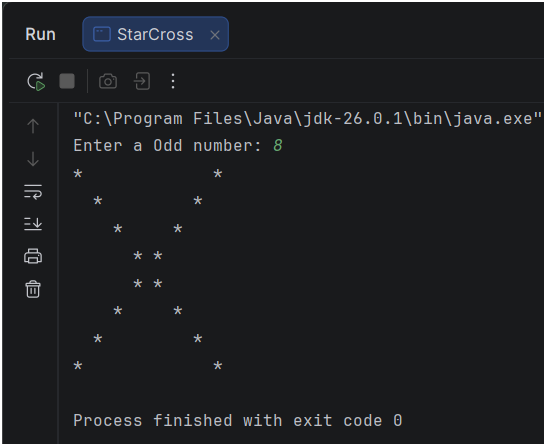 Run StarCross
"C:\Program Files\Java\jdk-26.0.1\bin\java.exe"
Enter a Odd number: 8
*             *
  *         *
    *     *
      * *
      * *
    *     *
  *         *
*             *
Process finished with exit code 0